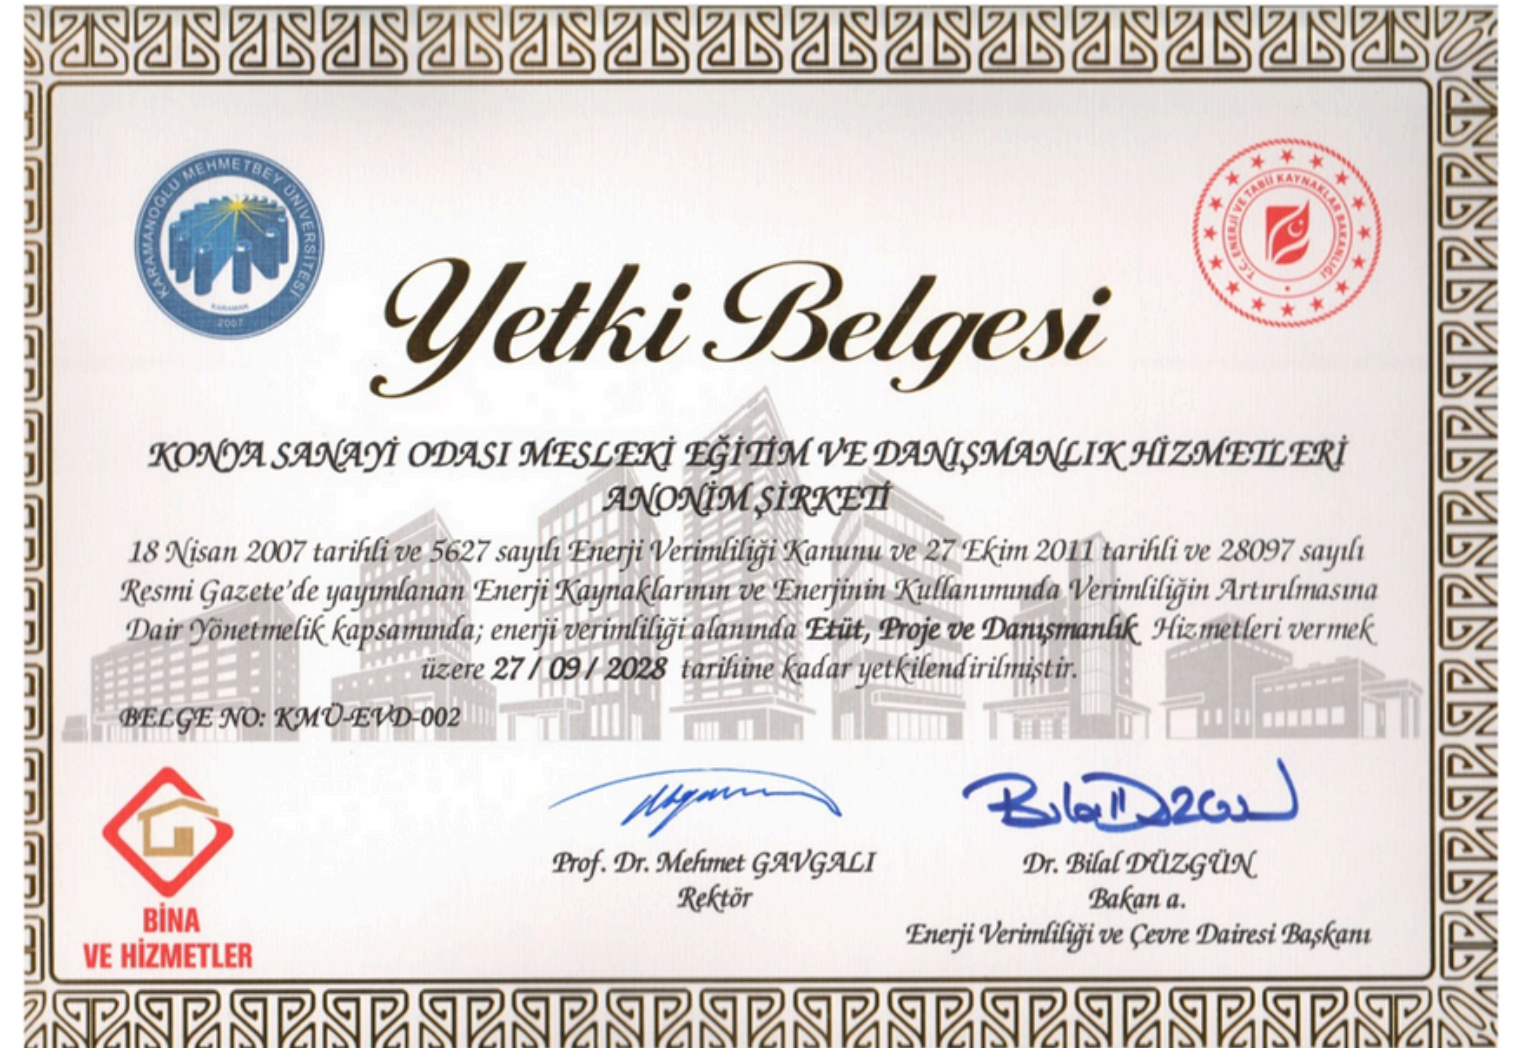 KARAMANOĞLU MEHMETBEY ÜNİVERSİTESİ
KARAMAN
2007
T.C. ENERJİ VE TABİİ KAYNAKLAR BAKANLIĞI
Yetki Belgesi
KONYA SANAYİ ODASI MESLEKİ EĞİTİM VE DANIŞMANLIK HİZMETLERİ
ANONİM ŞİRKETİ
18 Nisan 2007 tarihli ve 5627 sayılı Enerji Verimliliği Kanunu ve 27 Ekim 2011 tarihli ve 28097 sayılı
Resmi Gazete'de yayımlanan Enerji Kaynaklarının ve Enerjinin Kullanımında Verimliliğin Artırılmasına
Dair Yönetmelik kapsamında; enerji verimliliği alanında Etüt, Proje ve Danışmanlık Hizmetleri vermek
üzere 27 / 09 / 2028 tarihine kadar yetkilendirilmiştir.
BELGE NO: KMÜ-EVD-002
BİNA
VE HİZMETLER
Prof. Dr. Mehmet GAVGALI
Rektör
Bilal Düzgün
Dr. Bilal DÜZGÜN
Bakan a.
Enerji Verimliliği ve Çevre Dairesi Başkanı